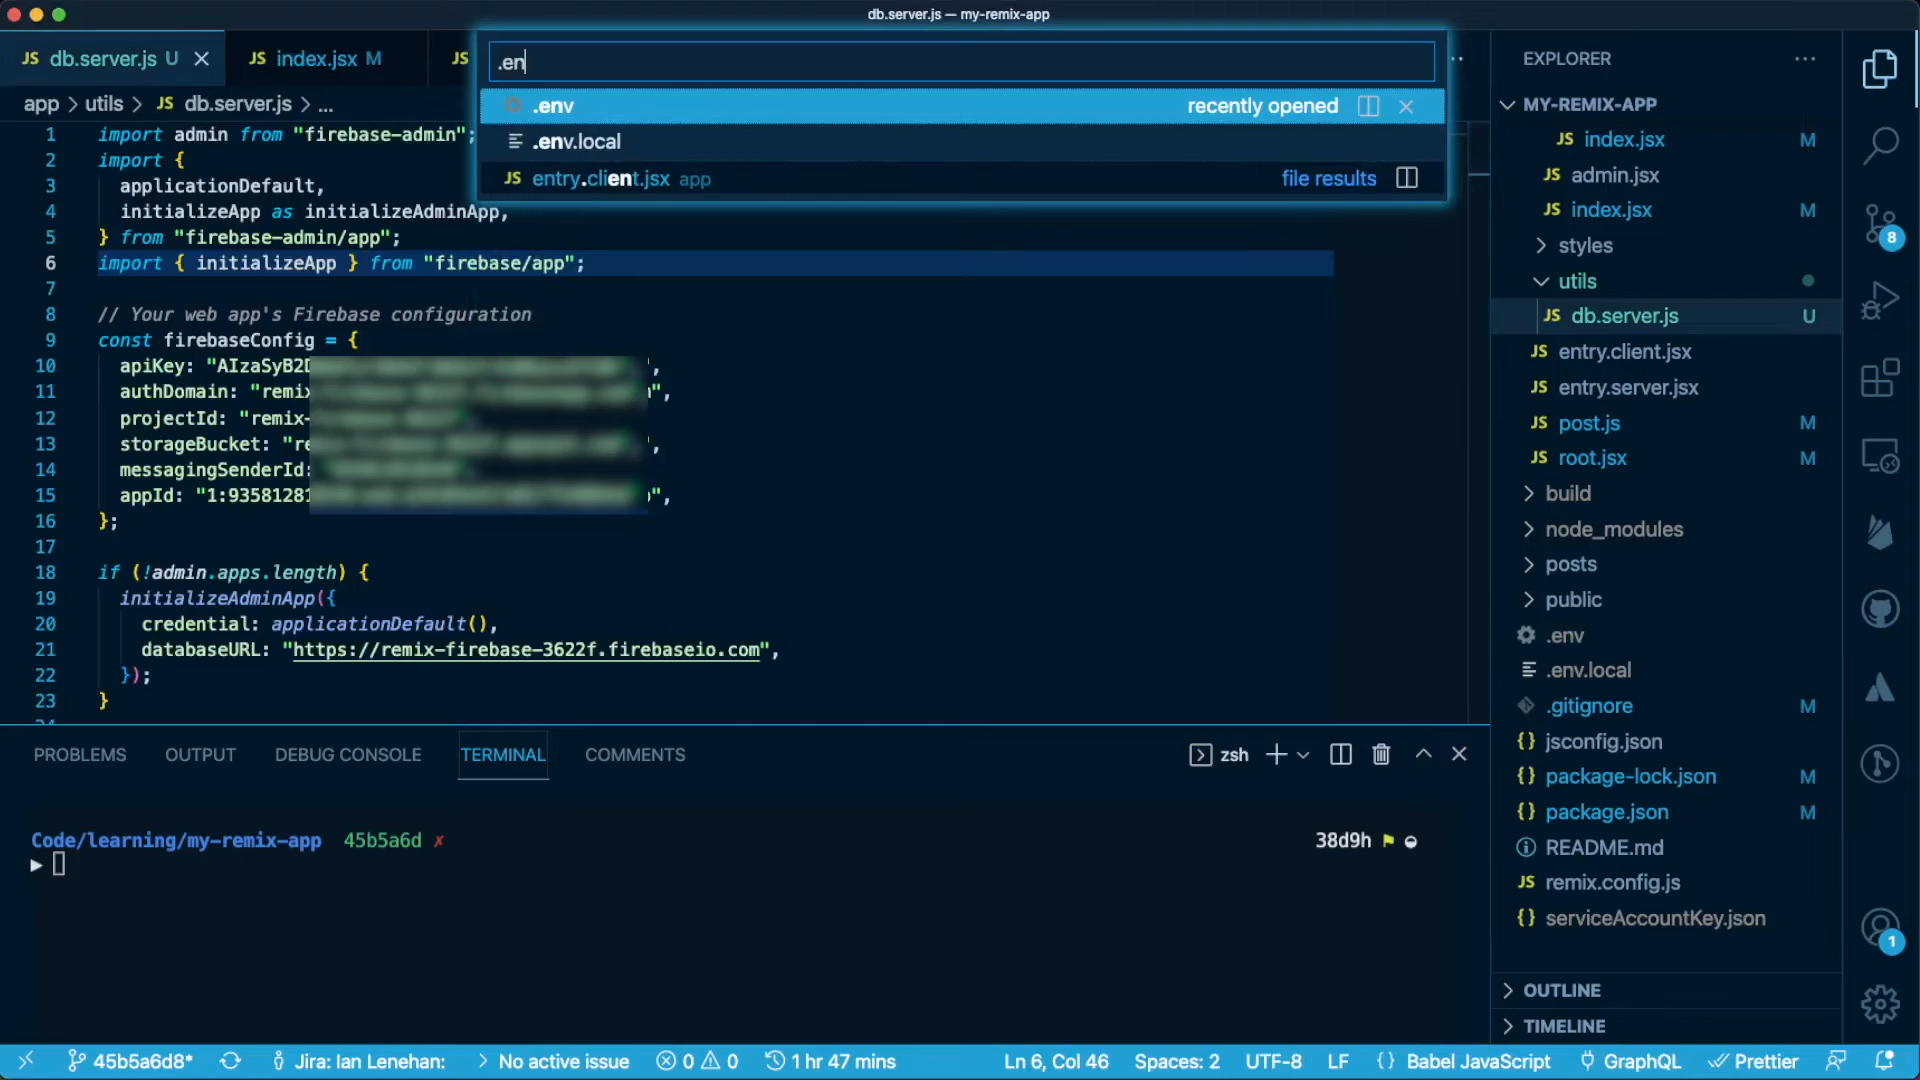 db.server.js — my-remix-app
JS db.server.js U
JS index.jsx M
JS
.en
.env recently opened
.env.local
JS entry.client.jsx app file results
app > utils > JS db.server.js > ...
1 import admin from "firebase-admin";
2 import {
3 applicationDefault,
4 initializeApp as initializeAdminApp,
5 } from "firebase-admin/app";
6 import { initializeApp } from "firebase/app";
7
8 // Your web app's Firebase configuration
9 const firebaseConfig = {
10 apiKey: "AIzaSyB2D ",
11 authDomain: "remix ",
12 projectId: "remix-
13 storageBucket: "re ",
14 messagingSenderId:
15 appId: "1:93581281 ",
16 };
17
18 if (!admin.apps.length) {
19 initializeAdminApp({
20 credential: applicationDefault(),
21 databaseURL: "https://remix-firebase-3622f.firebaseio.com",
22 });
23 }
PROBLEMS OUTPUT DEBUG CONSOLE TERMINAL COMMENTS
zsh
Code/learning/my-remix-app 45b5a6d ✗
38d9h
EXPLORER
MY-REMIX-APP
JS index.jsx M
JS admin.jsx
JS index.jsx M
styles
utils
JS db.server.js U
JS entry.client.jsx
JS entry.server.jsx
JS post.js M
JS root.jsx M
build
node_modules
posts
public
.env
.env.local
.gitignore M
{} jsconfig.json
{} package-lock.json M
{} package.json M
README.md
JS remix.config.js
{} serviceAccountKey.json
OUTLINE
TIMELINE
8
1
45b5a6d8* Jira: Ian Lenehan: No active issue 0 0 1 hr 47 mins
Ln 6, Col 46 Spaces: 2 UTF-8 LF {} Babel JavaScript GraphQL Prettier